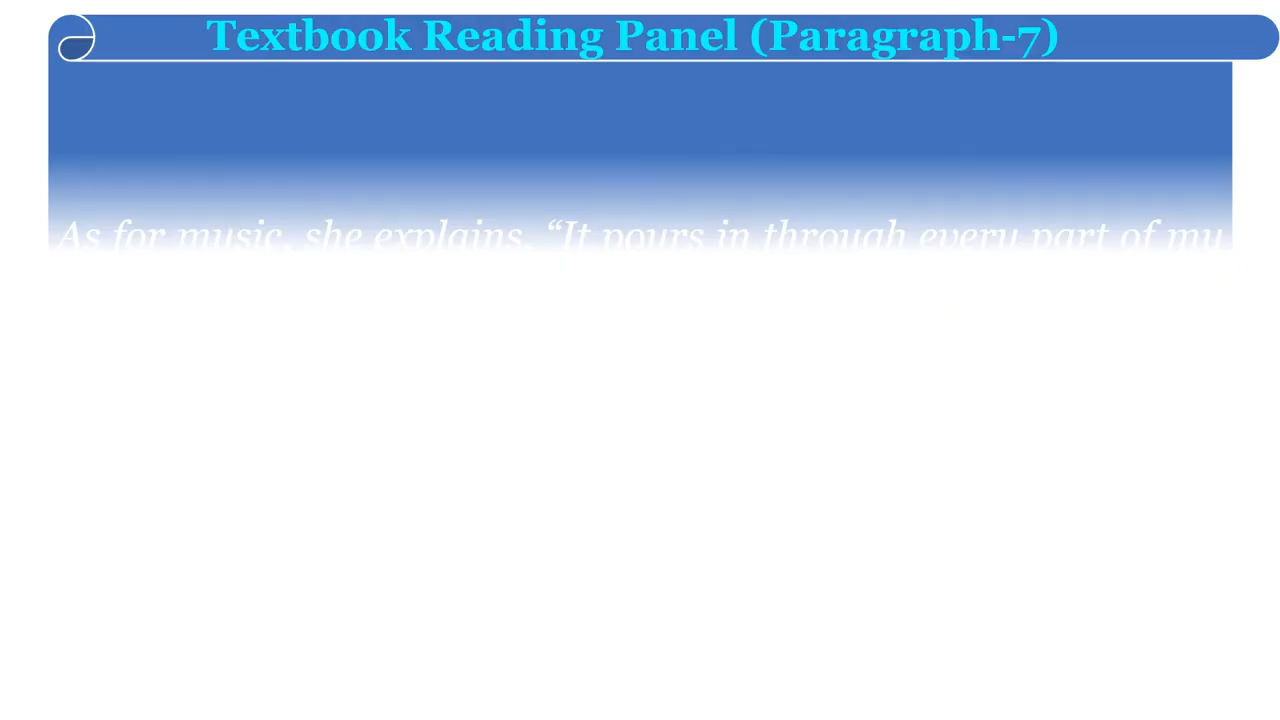 Textbook Reading Panel (Paragraph-7)
As for music, she explains, “It pours in through every part of my